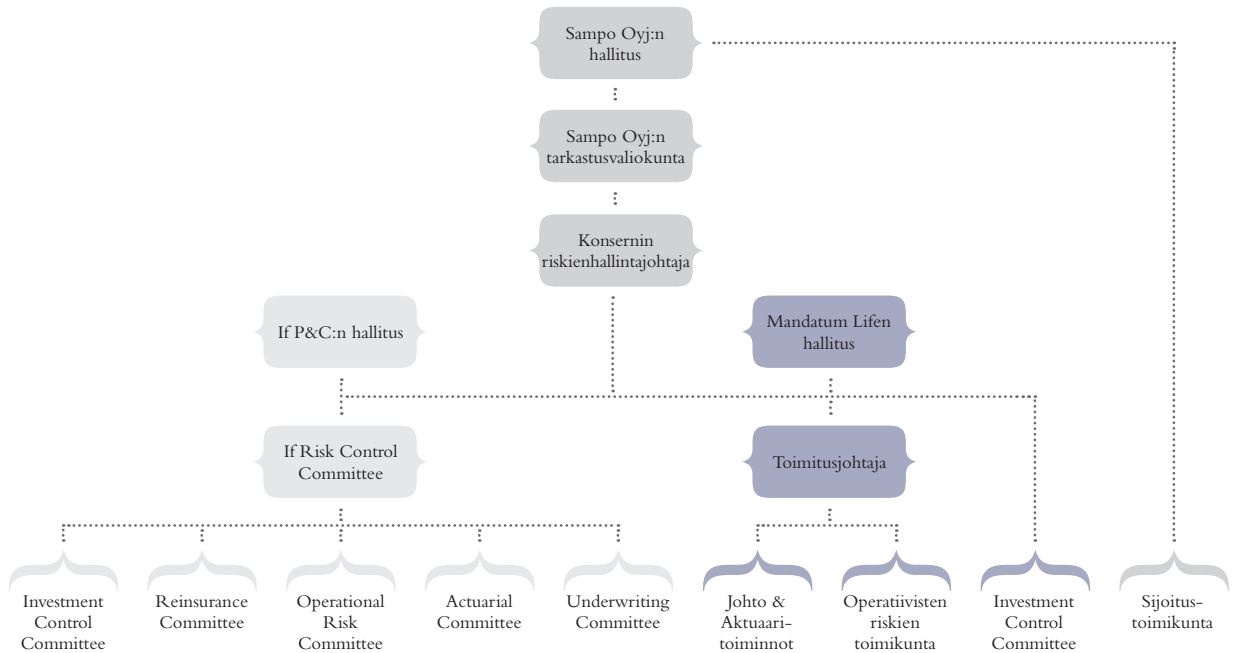 Sampo Oyj:n
hallitus
Sampo Oyj:n
tarkastusvaliokunta
Konsernin
riskienhallintajohtaja
If P&C:n hallitus
Mandatum Lifen
hallitus
If Risk Control
Committee
Toimitusjohtaja
Investment
Control
Committee
Reinsurance
Committee
Operational
Risk
Committee
Actuarial
Committee
Underwriting
Committee
Johto &
Aktuaari-
toiminnot
Operatiivisten
riskien
toimikunta
Investment
Control
Committee
Sijoitus-
toimikunta